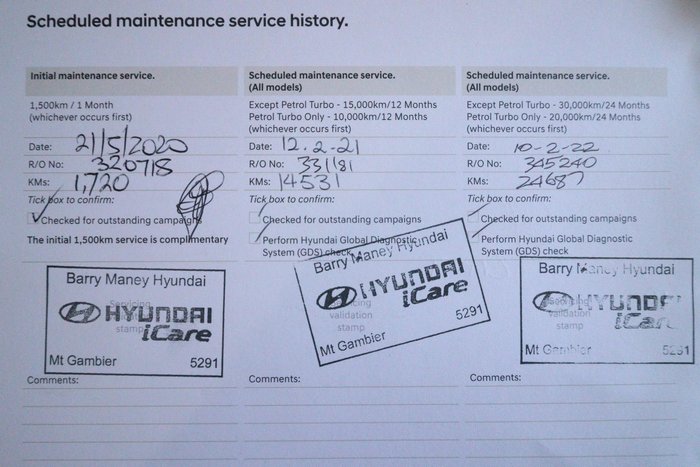 Scheduled maintenance service history.
Initial maintenance service.
1,500km / 1 Month
(whichever occurs first)
Date: 21/5/2020
R/O No: 320718
KMs: 1,720
Tick box to confirm:
Checked for outstanding campaigns
The initial 1,500km service is complimentary
Barry Maney Hyundai
Servicing
HYUNDAI
stamp iCare
Mt Gambier 5291
Comments:
Scheduled maintenance service.
(All models)
Except Petrol Turbo - 15,000km/12 Months
Petrol Turbo Only - 10,000km/12 Months
(whichever occurs first)
Date: 12.2-21
R/O No: 331181
KMs: 14531
Tick box to confirm:
Checked for outstanding campaigns
Perform Hyundai Global Diagnostic
System (GDS) check
Barry Maney Hyundai
HYUNDAI
iCare
validation
stamp
Mt Gambier 5291
Comments:
Scheduled maintenance service.
(All models)
Except Petrol Turbo - 30,000km/24 Months
Petrol Turbo Only - 20,000km/24 Months
(whichever occurs first)
Date: 10-2-22
R/O No: 345240
KMs: 24687
Tick box to confirm:
Checked for outstanding campaigns
Perform Hyundai Global Diagnostic
System (GDS) check
Barry Maney Hyundai
HYUNDAI
validation
stamp iCare
Mt Gambier 5291
Comments: